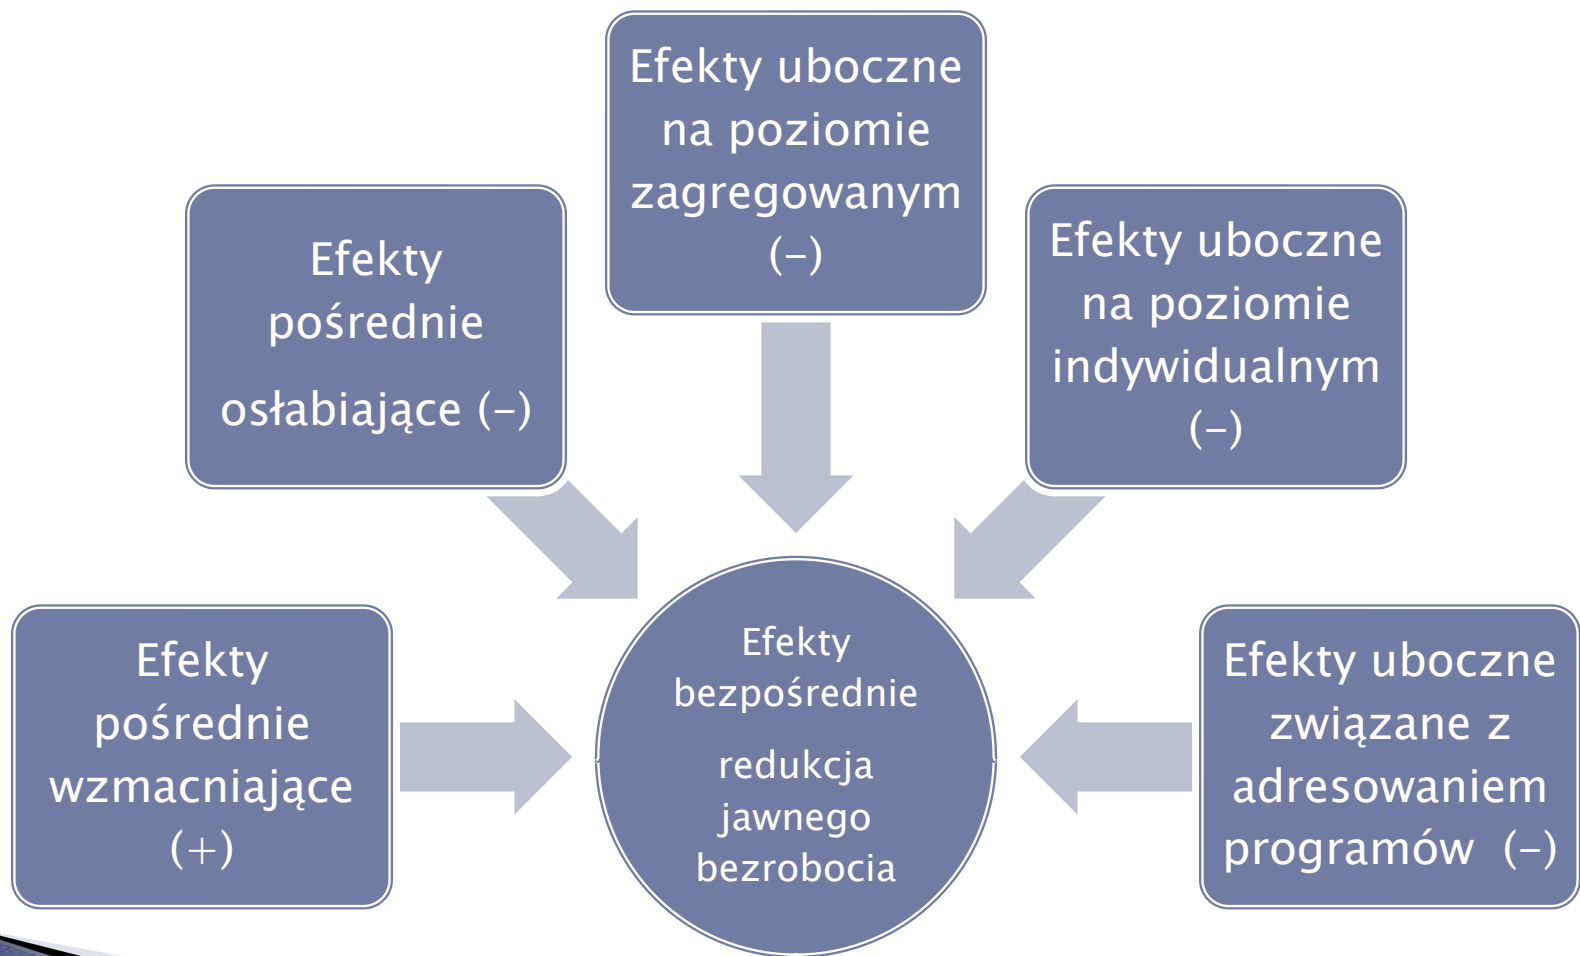 Efekty uboczne
na poziomie
zagregowanym
(–)
Efekty
pośrednie
osłabiające (–)
Efekty uboczne
na poziomie
indywidualnym
(–)
Efekty
pośrednie
wzmacniające
(+)
Efekty
bezpośrednie
redukcja
jawnego
bezrobocia
Efekty uboczne
związane z
adresowaniem
programów (–)